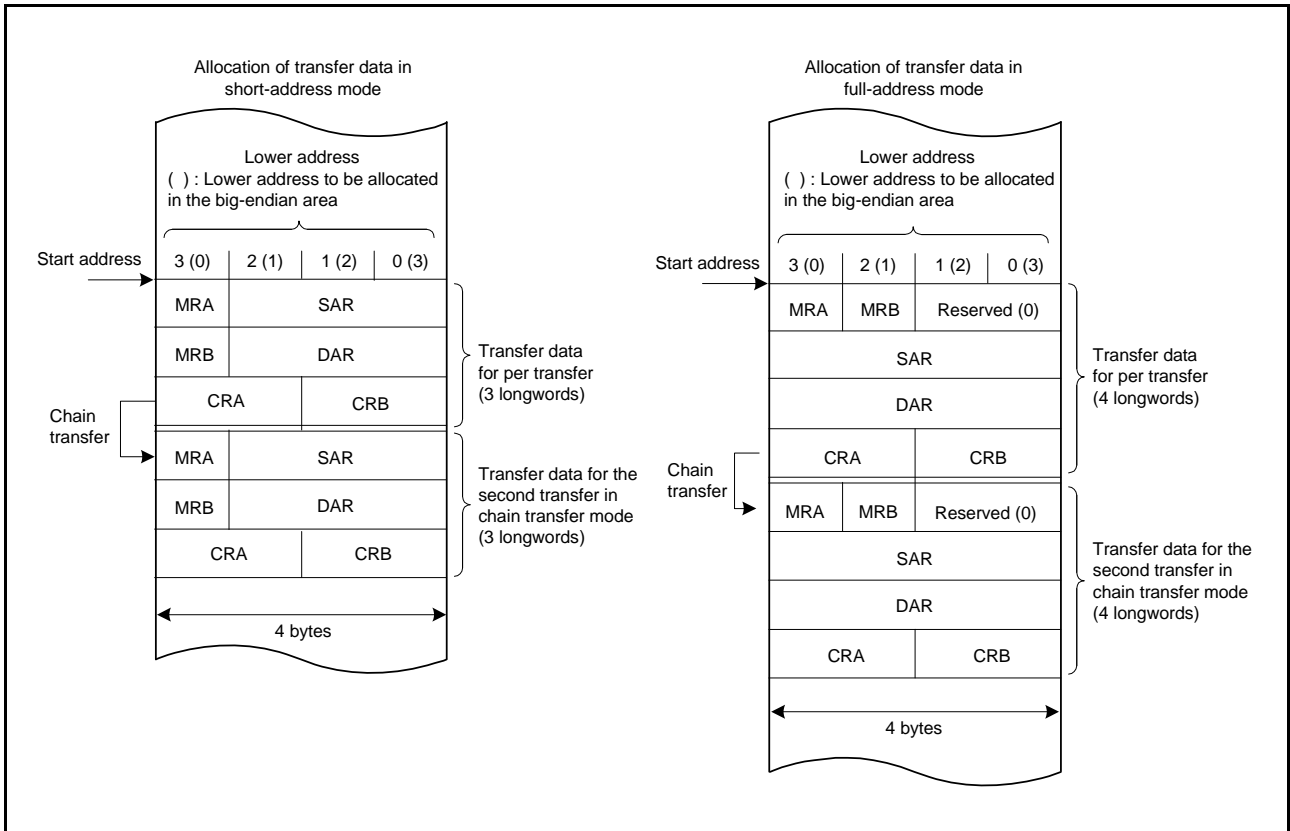 Allocation of transfer data in
short-address mode
Lower address
( ) : Lower address to be allocated
in the big-endian area
Start address
3 (0) 2 (1) 1 (2) 0 (3)
MRA SAR
MRB DAR
CRA CRB
Transfer data
for per transfer
(3 longwords)
Chain
transfer
MRA SAR
MRB DAR
CRA CRB
Transfer data for the
second transfer in
chain transfer mode
(3 longwords)
4 bytes
Allocation of transfer data in
full-address mode
Lower address
( ) : Lower address to be allocated
in the big-endian area
Start address
3 (0) 2 (1) 1 (2) 0 (3)
MRA MRB Reserved (0)
SAR
DAR
CRA CRB
Transfer data
for per transfer
(4 longwords)
Chain
transfer
MRA MRB Reserved (0)
SAR
DAR
CRA CRB
Transfer data for the
second transfer in
chain transfer mode
(4 longwords)
4 bytes